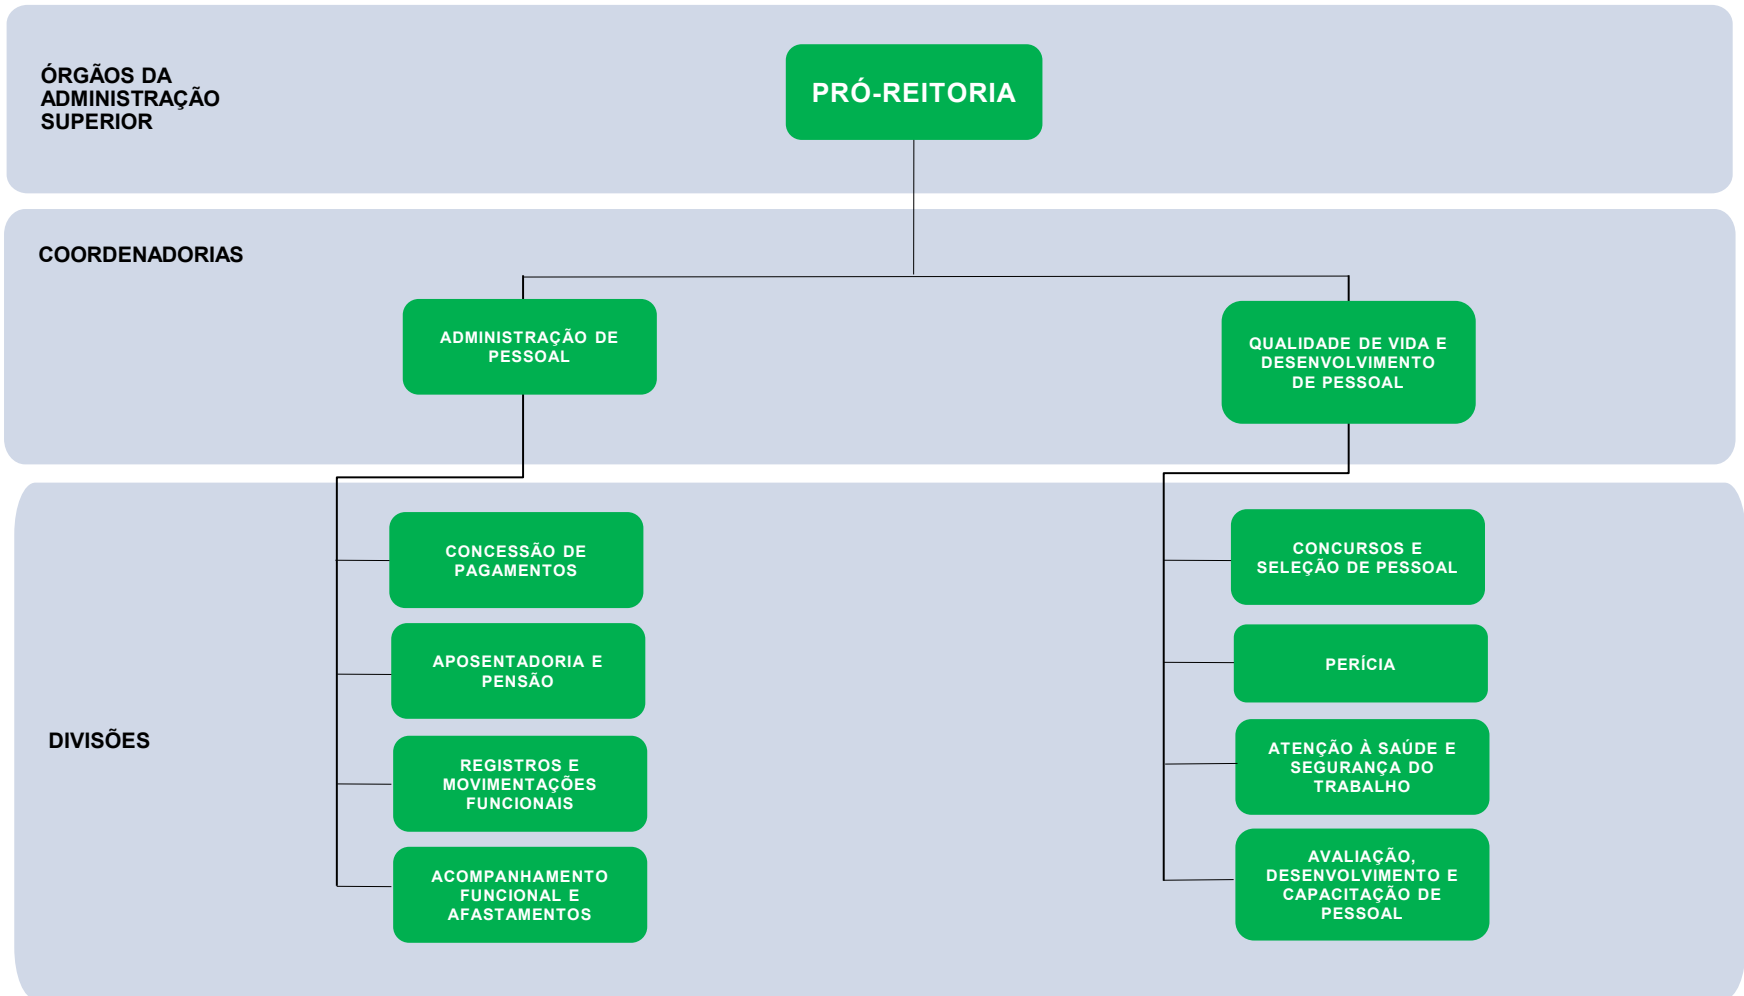 ÓRGÃOS DA
ADMINISTRAÇÃO
SUPERIOR
PRÓ-REITORIA
COORDENADORIAS
ADMINISTRAÇÃO DE
PESSOAL
QUALIDADE DE VIDA E
DESENVOLVIMENTO
DE PESSOAL
DIVISÕES
CONCESSÃO DE
PAGAMENTOS
APOSENTADORIA E
PENSÃO
REGISTROS E
MOVIMENTAÇÕES
FUNCIONAIS
ACOMPANHAMENTO
FUNCIONAL E
AFASTAMENTOS
CONCURSOS E
SELEÇÃO DE PESSOAL
PERÍCIA
ATENÇÃO À SAÚDE E
SEGURANÇA DO
TRABALHO
AVALIAÇÃO,
DESENVOLVIMENTO E
CAPACITAÇÃO DE
PESSOAL